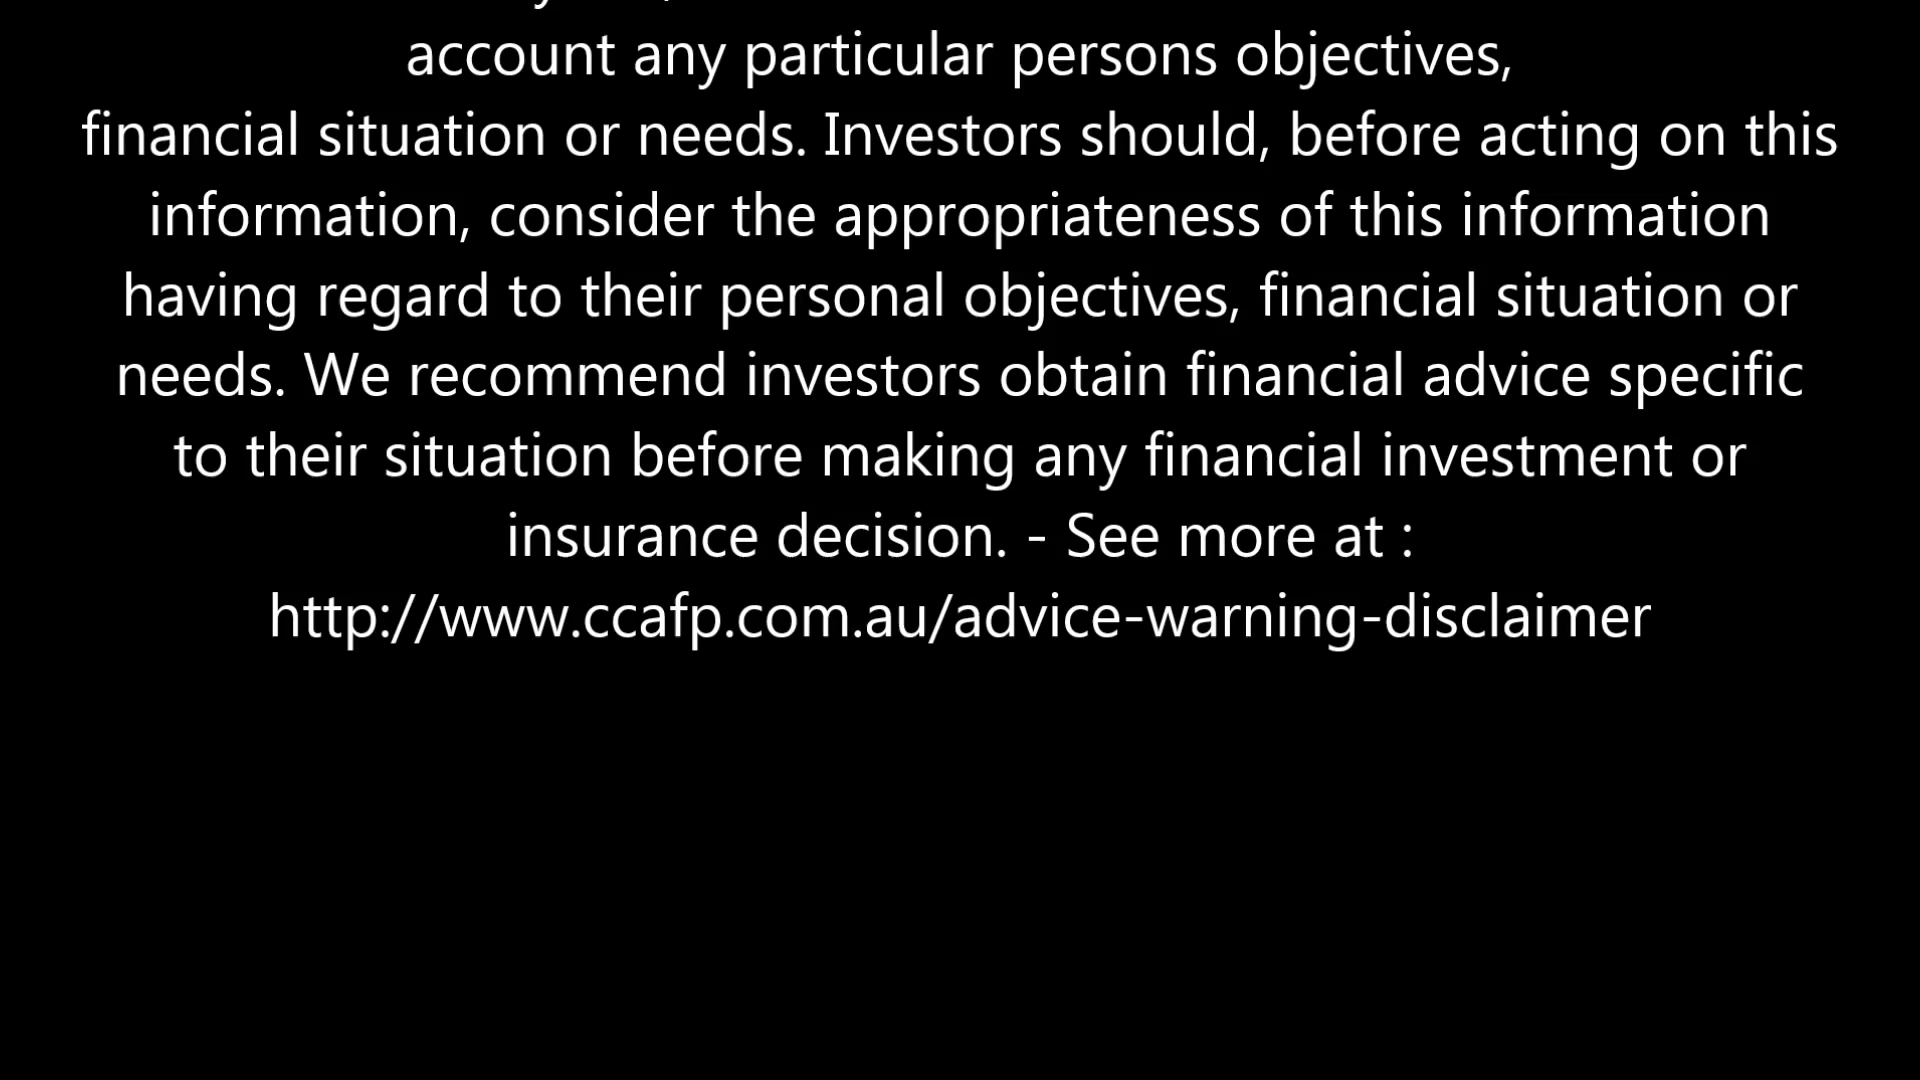 account any particular persons objectives,
financial situation or needs. Investors should, before acting on this
information, consider the appropriateness of this information
having regard to their personal objectives, financial situation or
needs. We recommend investors obtain financial advice specific
to their situation before making any financial investment or
insurance decision. - See more at :
http://www.ccafp.com.au/advice-warning-disclaimer